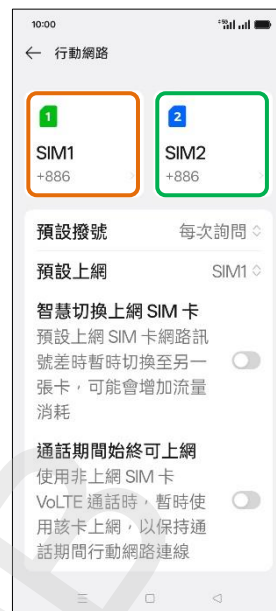 10:00
行動網路
1
2
SIM1
SIM2
+886
+886
預設撥號
每次詢問
預設上網
SIM1
智慧切換上網 SIM 卡
預設上網 SIM 卡網路訊
號差時暫時切換至另一
張卡，可能會增加流量
消耗
通話期間始終可上網
使用非上網 SIM 卡
VoLTE 通話時，暫時使
用該卡上網，以保持通
話期間行動網路連線